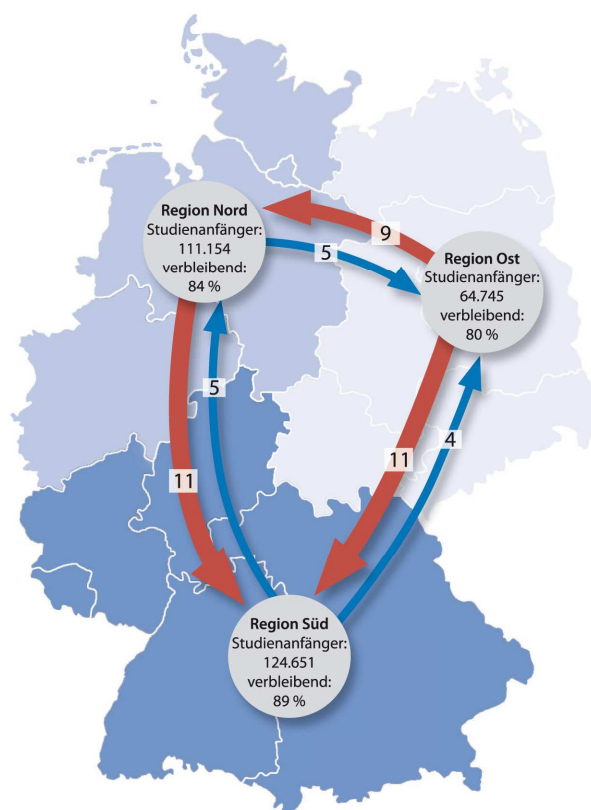 Region Nord
Studienanfänger:
111.154
verbleibend:
84 %
9
5
Region Ost
Studienanfänger:
64.745
verbleibend:
80 %
5
4
11
11
Region Süd
Studienanfänger:
124.651
verbleibend:
89 %